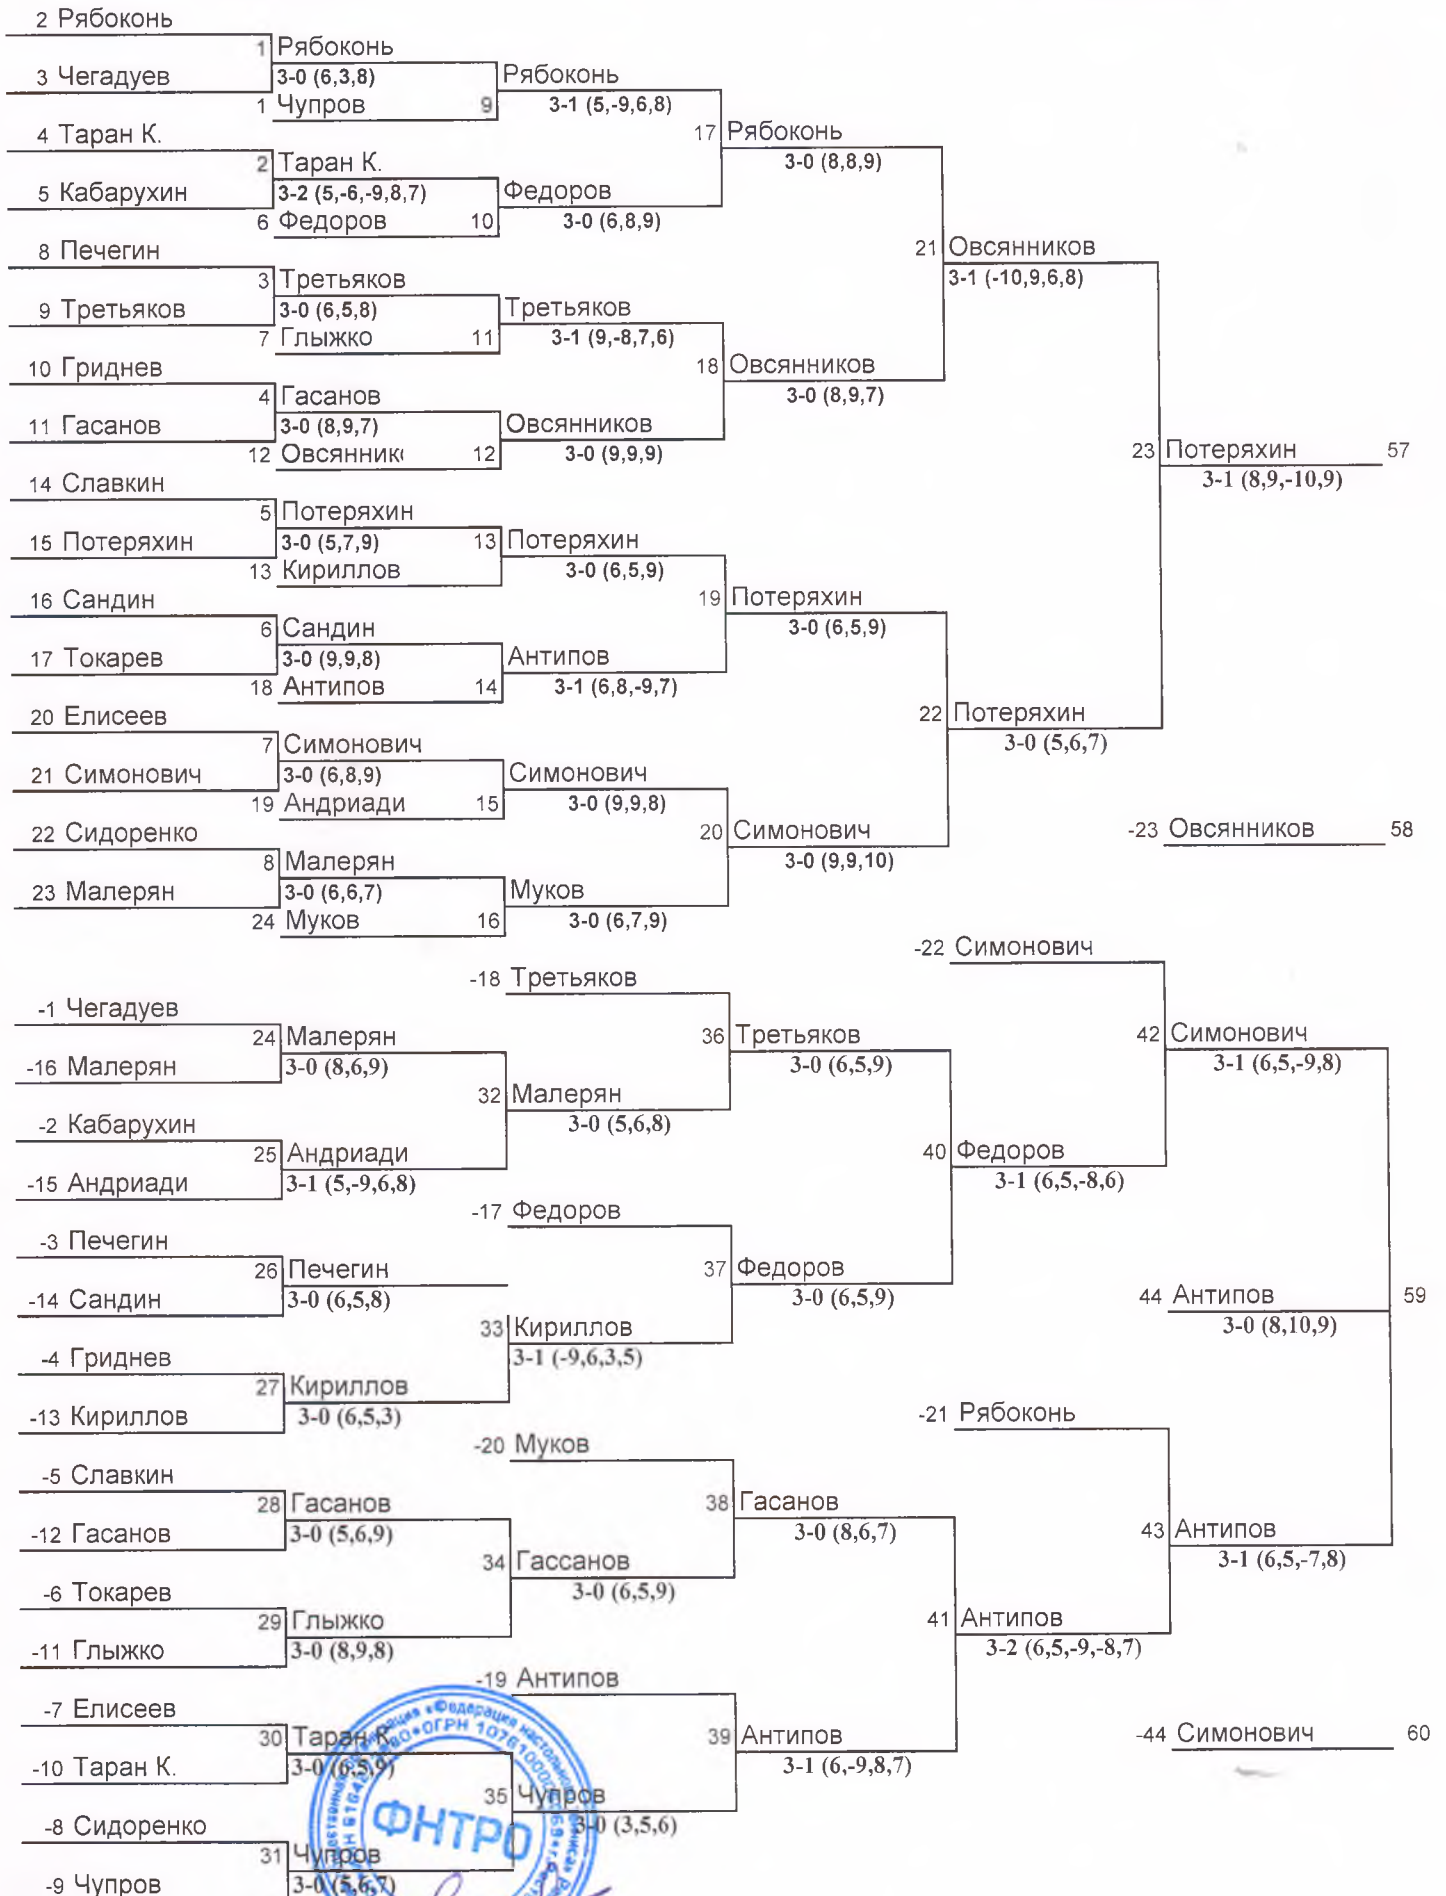 2 Рябоконь
1 Рябоконь
3 Чегадуев
3-0 (6,3,8)
Рябоконь
1 Чупров
9
3-1 (5,-9,6,8)
4 Таран К.
17 Рябоконь
2 Таран К.
3-0 (8,8,9)
5 Кабарухин
3-2 (5,-6,-9,8,7)
Федоров
6 Федоров
10
3-0 (6,8,9)
8 Печегин
21 Овсянников
3 Третьяков
3-1 (-10,9,6,8)
9 Третьяков
3-0 (6,5,8)
Третьяков
7 Глыжко
11
3-1 (9,-8,7,6)
10 Гриднев
18 Овсянников
4 Гасанов
3-0 (8,9,7)
11 Гасанов
3-0 (8,9,7)
Овсянников
12 Овсянник
12
3-0 (9,9,9)
23 Потеряхин
57
3-1 (8,9,-10,9)
14 Славкин
5 Потеряхин
15 Потеряхин
3-0 (5,7,9)
13 Потеряхин
13 Кириллов
3-0 (6,5,9)
16 Сандин
19 Потеряхин
6 Сандин
3-0 (6,5,9)
17 Токарев
3-0 (9,9,8)
Антипов
18 Антипов
14
3-1 (6,8,-9,7)
20 Елисеев
22 Потеряхин
7 Симонович
3-0 (5,6,7)
21 Симонович
3-0 (6,8,9)
Симонович
19 Андриади
15
3-0 (9,9,8)
22 Сидоренко
20 Симонович
-23 Овсянников
58
8 Малерян
3-0 (9,9,10)
23 Малерян
3-0 (6,6,7)
Муков
24 Муков
16
3-0 (6,7,9)
-22 Симонович
-18 Третьяков
-1 Чегадуев
24 Малерян
36 Третьяков
42 Симонович
-16 Малерян
3-0 (8,6,9)
3-0 (6,5,9)
3-1 (6,5,-9,8)
32 Малерян
-2 Кабарухин
3-0 (5,6,8)
25 Андриади
40 Федоров
-15 Андриади
3-1 (5,-9,6,8)
3-1 (6,5,-8,6)
-17 Федоров
-3 Печегин
26 Печегин
37 Федоров
-14 Сандин
3-0 (6,5,8)
3-0 (6,5,9)
44 Антипов
59
33 Кириллов
3-0 (8,10,9)
-4 Гриднев
3-1 (-9,6,3,5)
27 Кириллов
-13 Кириллов
3-0 (6,5,3)
-21 Рябоконь
-20 Муков
-5 Славкин
28 Гасанов
38 Гасанов
-12 Гасанов
3-0 (5,6,9)
3-0 (8,6,7)
43 Антипов
34 Гассанов
3-1 (6,5,-7,8)
-6 Токарев
3-0 (6,5,9)
29 Глыжко
41 Антипов
-11 Глыжко
3-0 (8,9,8)
3-2 (6,5,-9,-8,7)
-19 Антипов
-7 Елисеев
30 Таран К.
39 Антипов
-44 Симонович
60
-10 Таран К.
3-0 (6,5,9)
3-1 (6,-9,8,7)
35 Чупров
-8 Сидоренко
3-0 (3,5,6)
31 Чупров
-9 Чупров
3-0 (5,6,7)
ФНТРО